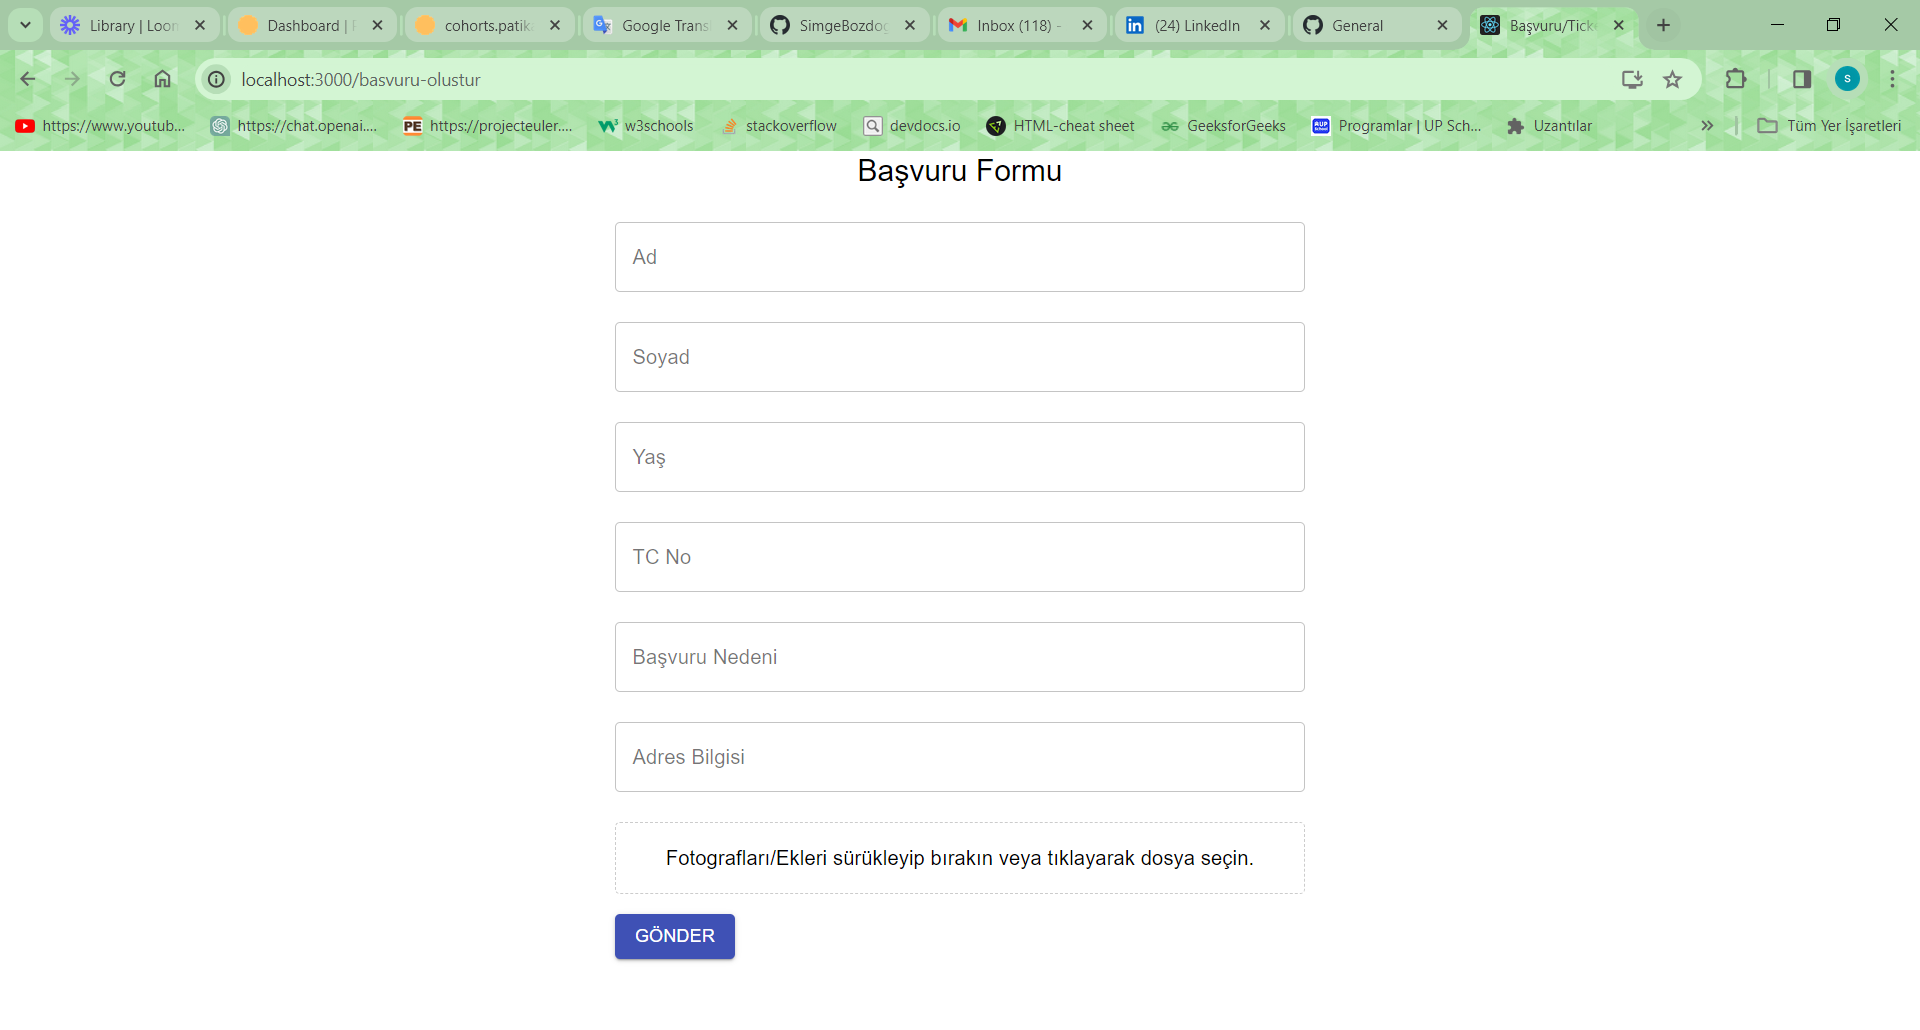 Library | Loon
Dashboard |
cohorts.patik
Google Trans
SimgeBozdog
Inbox (118) -
(24) LinkedIn
General
Başvuru/Ticke
localhost:3000/basvuru-olustur
S
https://www.youtub...
https://chat.openai....
PE https://projecteuler....
w3schools
stackoverflow
devdocs.io
HTML-cheat sheet
GeeksforGeeks
Programlar | UP Sch...
Uzantılar
Tüm Yer İşaretleri
Başvuru Formu
Ad
Soyad
Yaş
TC No
Başvuru Nedeni
Adres Bilgisi
Fotografları/Ekleri sürükleyip bırakın veya tıklayarak dosya seçin.
GÖNDER